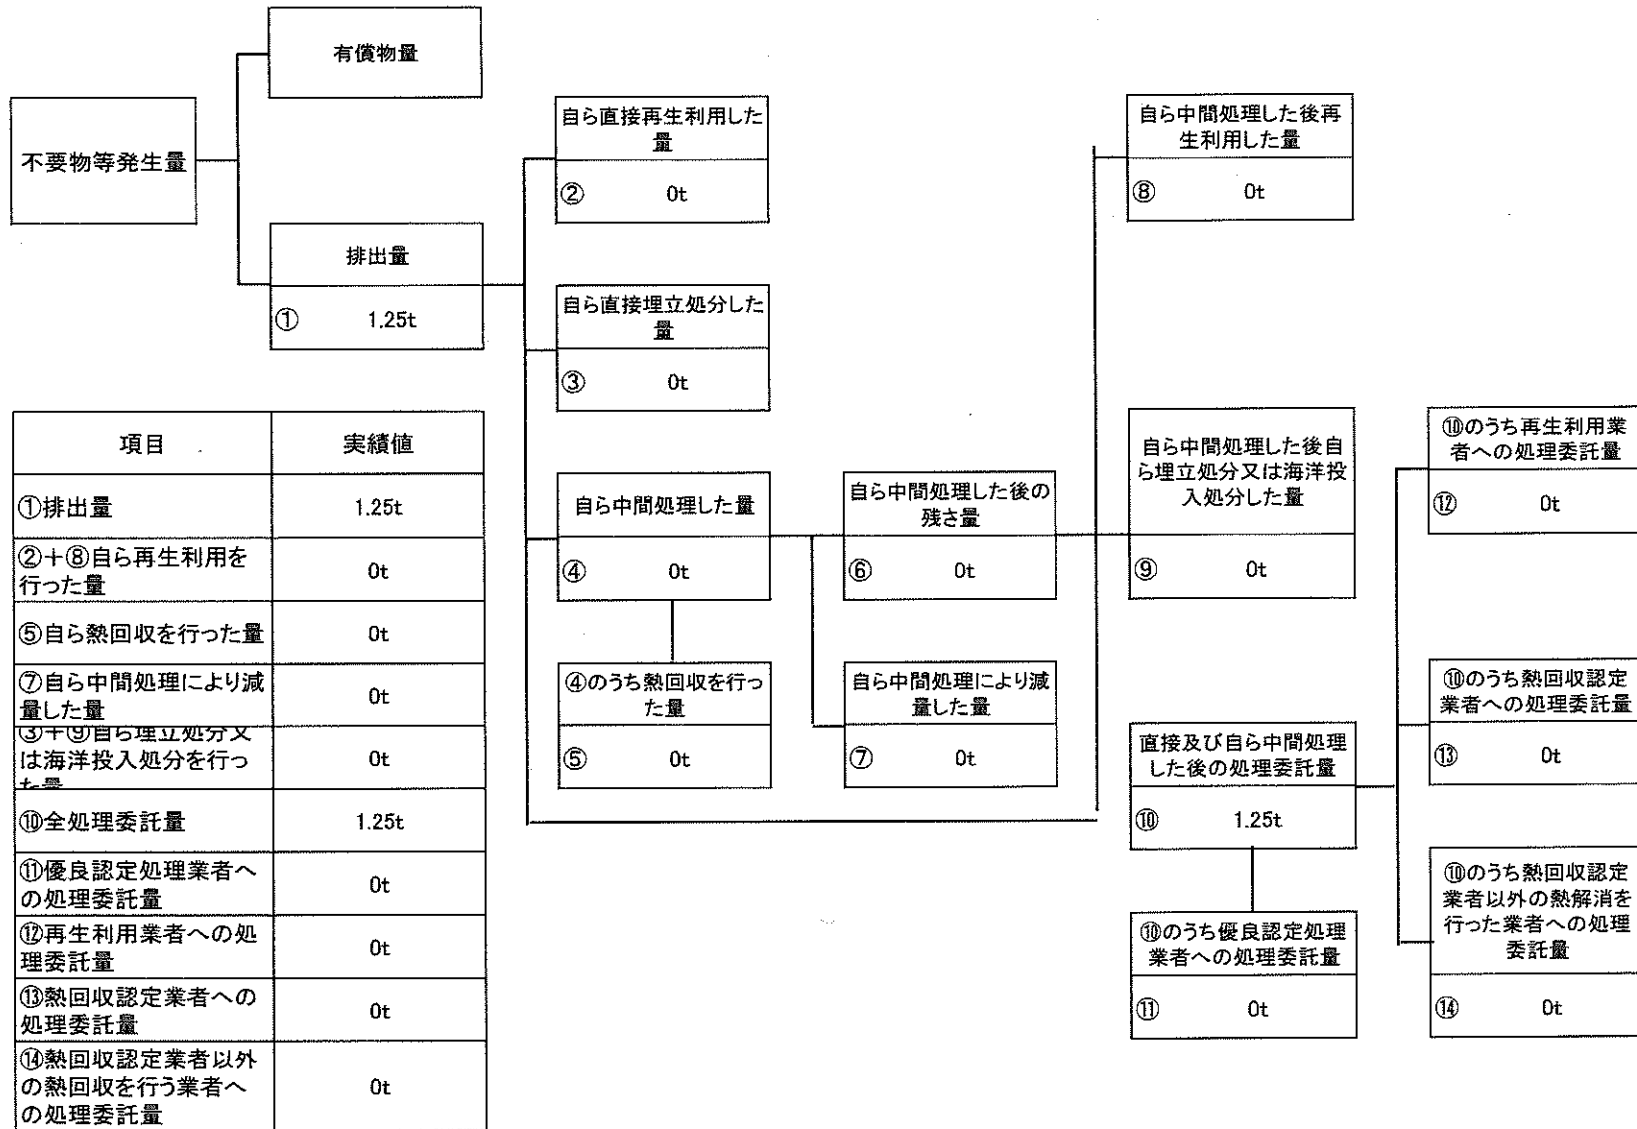 有償物量
不要物等発生量
排出量
① 1.25t
自ら直接再生利用した
量
② 0t
自ら直接埋立処分した
量
③ 0t
自ら中間処理した量
④ 0t
④のうち熱回収を行っ
た量
⑤ 0t
自ら中間処理した後の
残さ量
⑥ 0t
自ら中間処理により減
量した量
⑦ 0t
自ら中間処理した後再
生利用した量
⑧ 0t
自ら中間処理した後自
ら埋立処分又は海洋投
入処分した量
⑨ 0t
直接及び自ら中間処理
した後の処理委託量
⑩ 1.25t
⑩のうち優良認定処理
業者への処理委託量
⑪ 0t
⑩のうち再生利用業
者への処理委託量
⑫ 0t
⑩のうち熱回収認定
業者への処理委託量
⑬ 0t
⑩のうち熱回収認定
業者以外の熱解消を
行った業者への処理
委託量
⑭ 0t
項目 実績値
①排出量 1.25t
②+⑧自ら再生利用を
行った量 0t
⑤自ら熱回収を行った量 0t
⑦自ら中間処理により減
量した量 0t
③+⑨自ら埋立処分又
は海洋投入処分を行っ
た量 0t
⑩全処理委託量 1.25t
⑪優良認定処理業者へ
の処理委託量 0t
⑫再生利用業者への処
理委託量 0t
⑬熱回収認定業者への
処理委託量 0t
⑭熱回収認定業者以外
の熱回収を行う業者へ
の処理委託量 0t